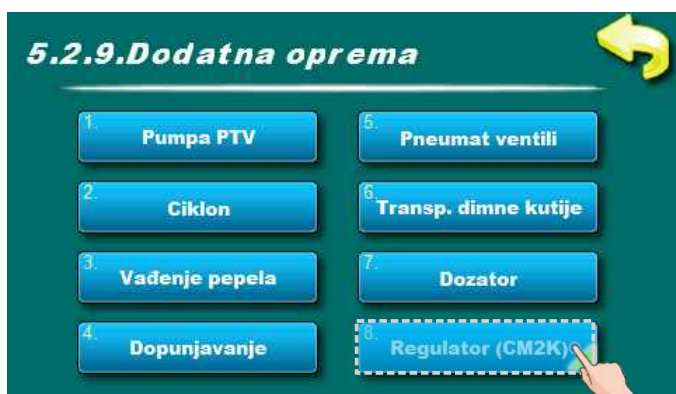 5.2.9.Dodatna oprema
1. Pumpa PTV
2. Ciklon
3. Vađenje pepela
4. Dopunjavanje
5. Pneumat ventili
6. Transp. dimne kutije
7. Dozator
8. Regulator (CM2K)